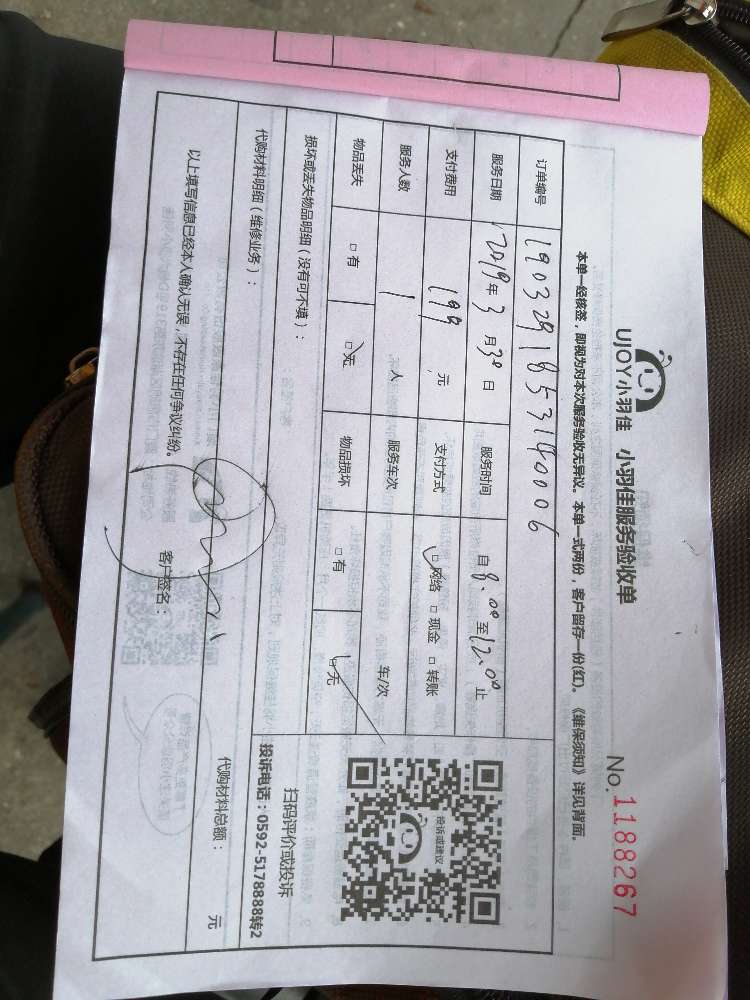 UJOY小羽佳 小羽佳服务验收单
No. 1188267
本单一经核签，即视为对本次服务验收无异议。本单一式两份，客户留存一份(红)。《维保须知》详见背面。
订单编号 190329185318
服务日期 2019年3月30日 服务时间 自8:00至12:00止
支付费用 199 元 支付方式 □网络 □现金 □转账
服务人数 1 人 服务车次 车/次
物品丢失 □有 □无 物品损坏 □有 □无
损坏或丢失物品明细（没有可不填）：
投诉或建议
扫码评价或投诉
投诉电话：0592-5178888转2
代购材料明细（维修业务）：
代购材料总额： 元
以上填写信息已经本人确认无误，不存在任何争议纠纷。 客户签名：